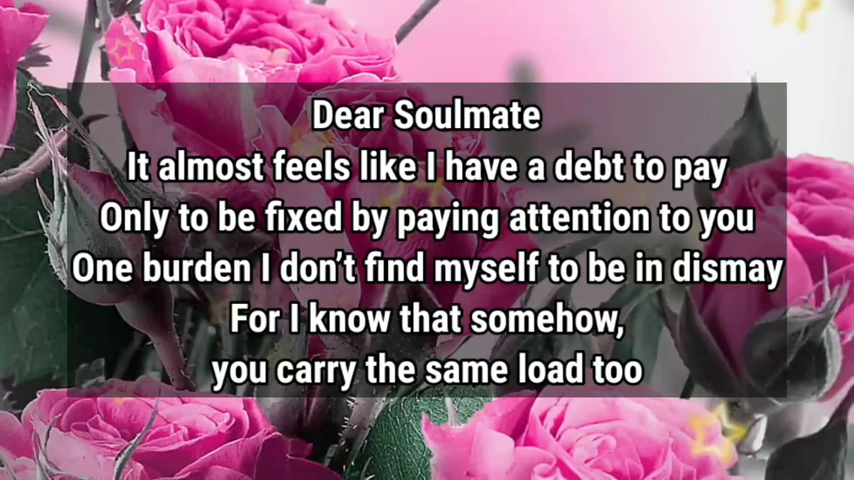 Dear Soulmate
It almost feels like I have a debt to pay
Only to be fixed by paying attention to you
One burden I don’t find myself to be in dismay
For I know that somehow,
you carry the same load too